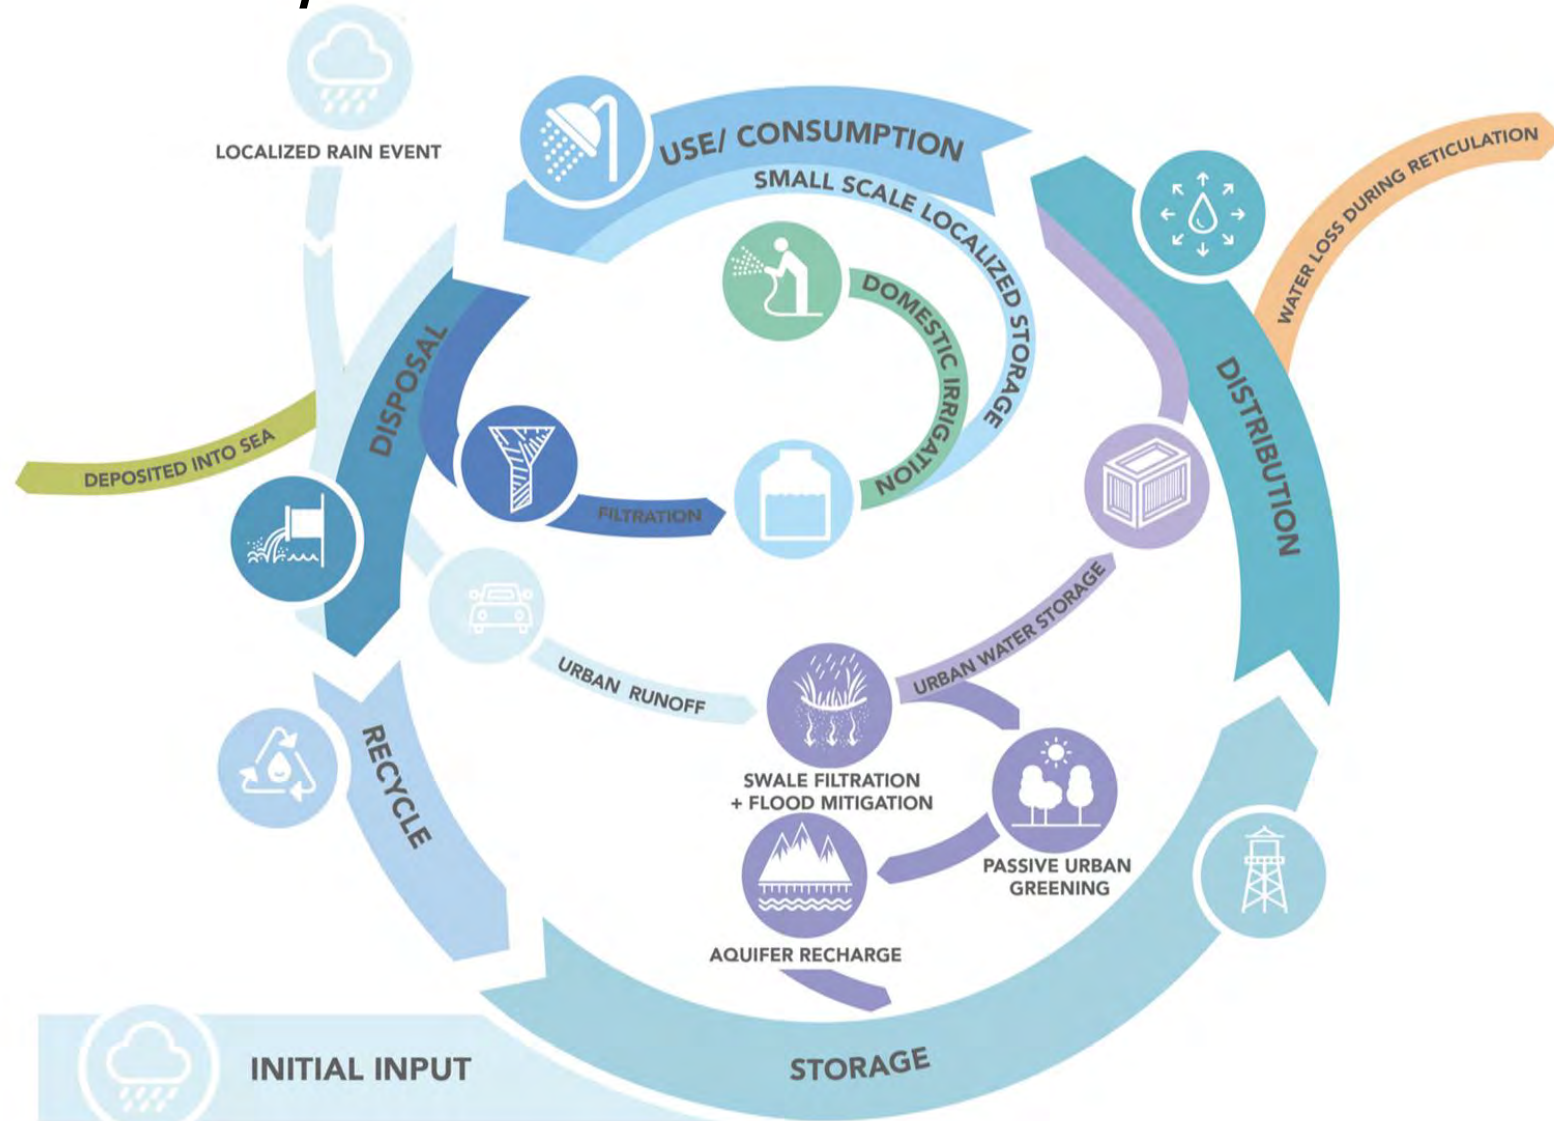 LOCALIZED RAIN EVENT
USE/ CONSUMPTION
SMALL SCALE LOCALIZED STORAGE
WATER LOSS DURING RETICULATION
DOMESTIC IRRIGATION
DISPOSAL
DISTRIBUTION
DEPOSITED INTO SEA
FILTRATION
URBAN WATER STORAGE
URBAN RUNOFF
RECYCLE
SWALE FILTRATION
+ FLOOD MITIGATION
PASSIVE URBAN
GREENING
AQUIFER RECHARGE
INITIAL INPUT
STORAGE